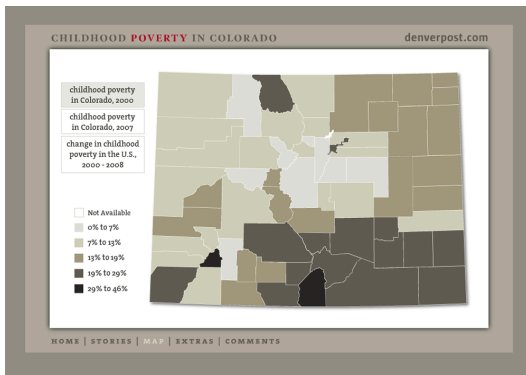 CHILDHOOD POVERTY IN COLORADO
denverpost.com
childhood poverty
in Colorado, 2000
childhood poverty
in Colorado, 2007
change in childhood
poverty in the U.S.,
2000 - 2008
Not Available
0% to 7%
7% to 13%
13% to 19%
19% to 29%
29% to 46%
HOME | STORIES | MAP | EXTRAS | COMMENTS